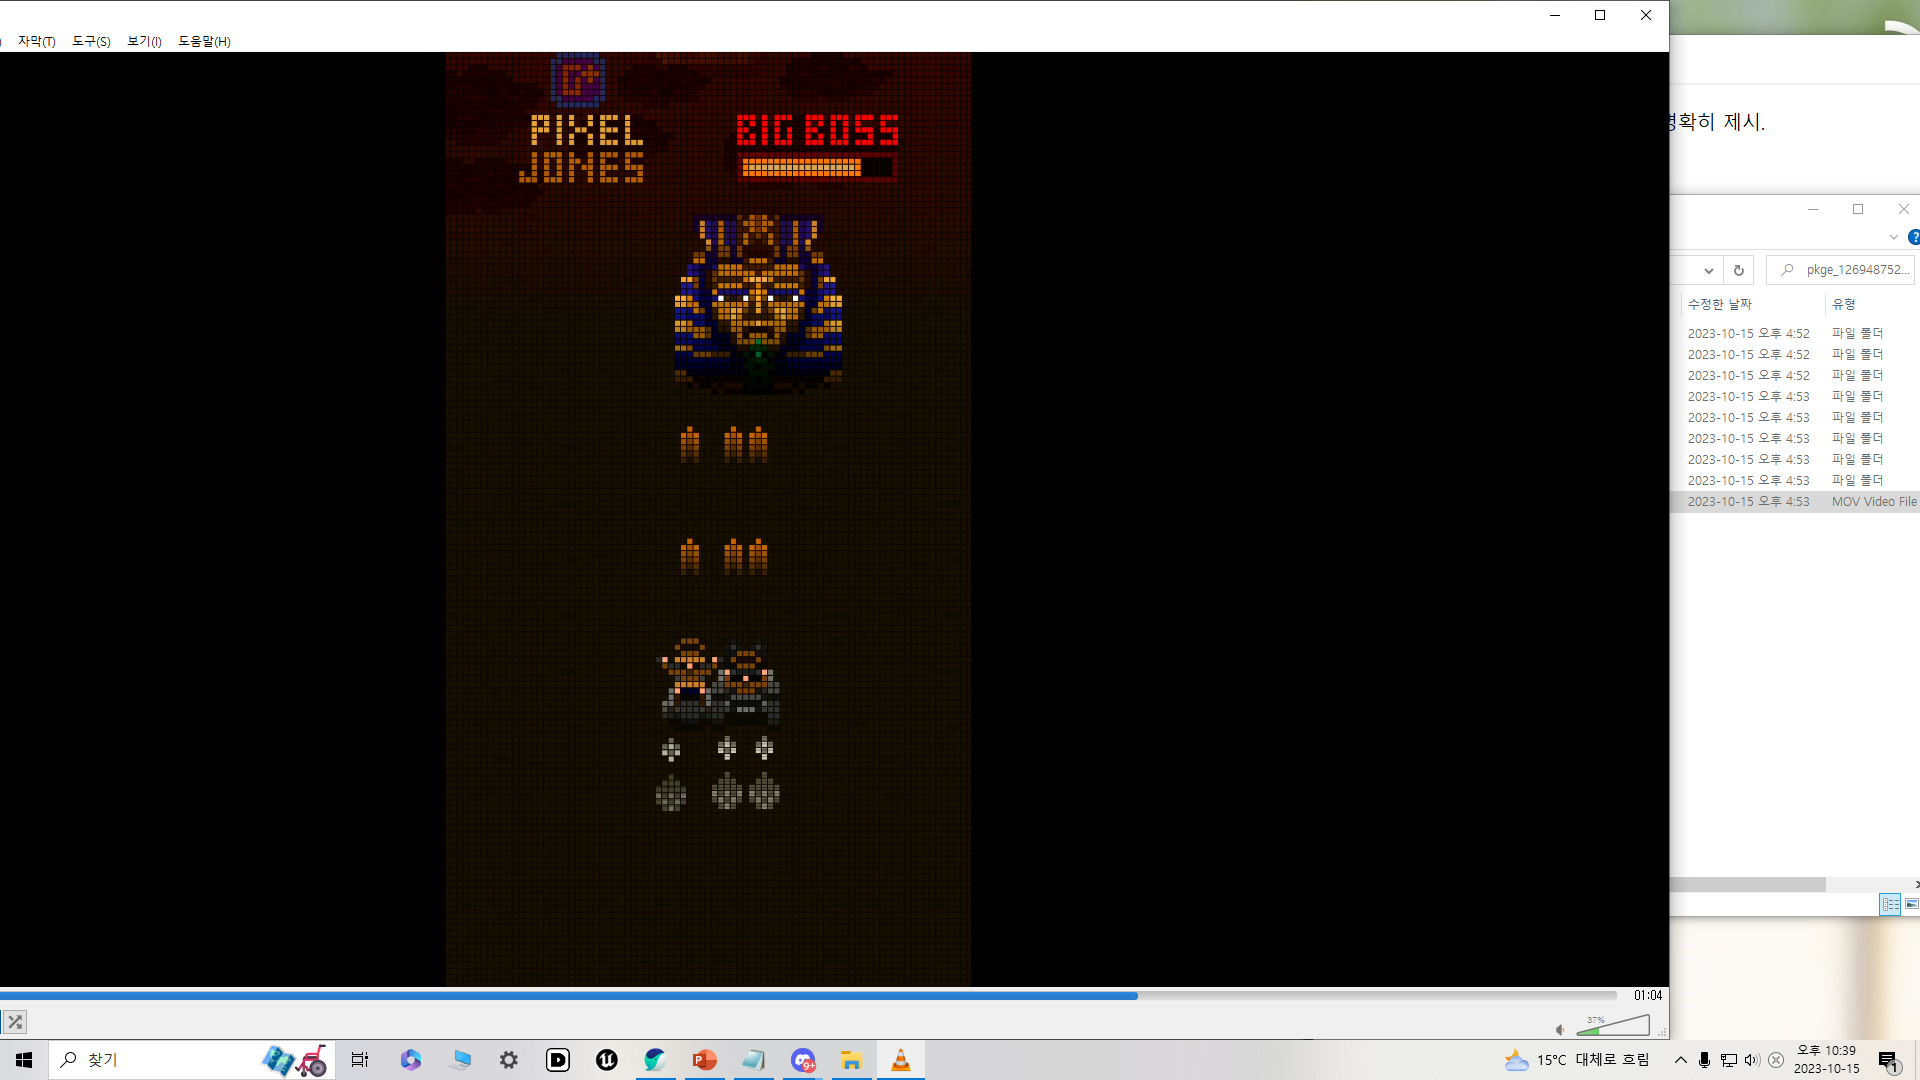 자막(T) 도구(S) 보기(I) 도움말(H)
PIXEL
JONES
BIG BOSS
명확히 제시.
pkge_126948752...
수정한 날짜 유형
2023-10-15 오후 4:52 파일 폴더
2023-10-15 오후 4:52 파일 폴더
2023-10-15 오후 4:52 파일 폴더
2023-10-15 오후 4:53 파일 폴더
2023-10-15 오후 4:53 파일 폴더
2023-10-15 오후 4:53 파일 폴더
2023-10-15 오후 4:53 파일 폴더
2023-10-15 오후 4:53 파일 폴더
2023-10-15 오후 4:53 MOV Video File
01:04
37%
찾기
9+
15°C 대체로 흐림
오후 10:39
2023-10-15
1